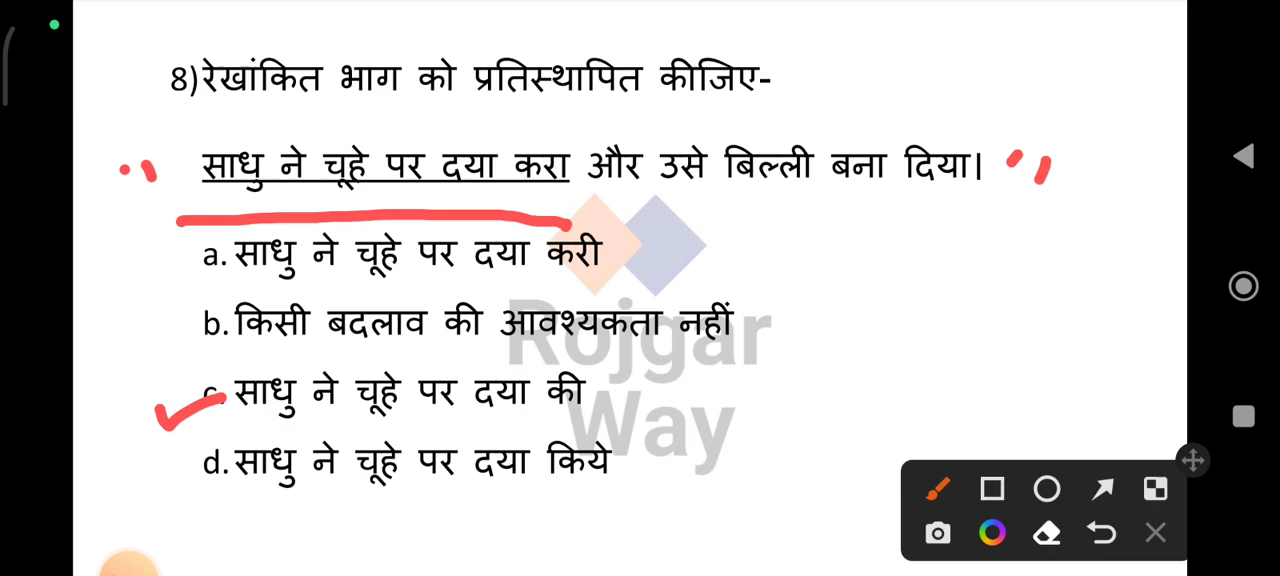 8)रेखांकित भाग को प्रतिस्थापित कीजिए-
साधु ने चूहे पर दया करा और उसे बिल्ली बना दिया।
a. साधु ने चूहे पर दया करी
b. किसी बदलाव की आवश्यकता नहीं
c. साधु ने चूहे पर दया की
d. साधु ने चूहे पर दया किये
Rojgar
Way